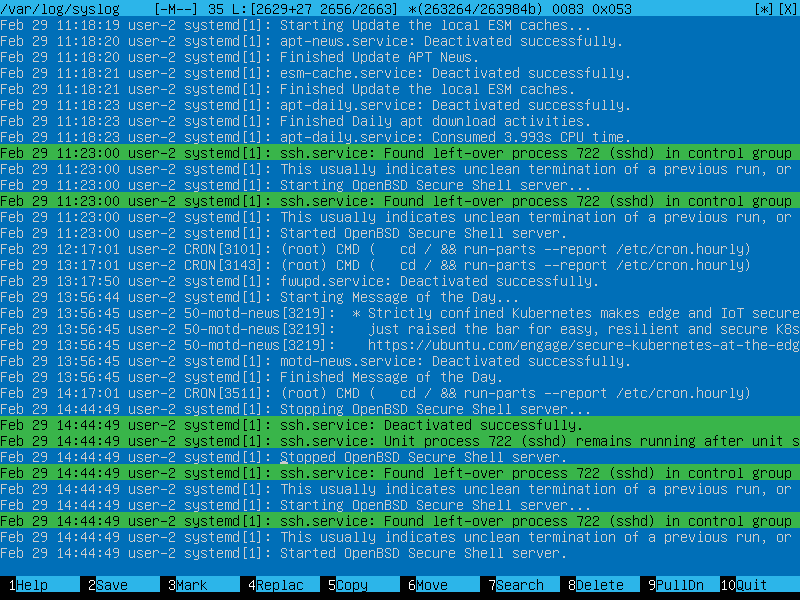 /var/log/syslog [-M--] 35 L:[2629+27 2656/2663] *(263264/263984b) 0083 0x053 [*][X]
Feb 29 11:18:19 user-2 systemd[1]: Starting Update the local ESM caches...
Feb 29 11:18:20 user-2 systemd[1]: apt-news.service: Deactivated successfully.
Feb 29 11:18:20 user-2 systemd[1]: Finished Update APT News.
Feb 29 11:18:21 user-2 systemd[1]: esm-cache.service: Deactivated successfully.
Feb 29 11:18:21 user-2 systemd[1]: Finished Update the local ESM caches.
Feb 29 11:18:23 user-2 systemd[1]: apt-daily.service: Deactivated successfully.
Feb 29 11:18:23 user-2 systemd[1]: Finished Daily apt download activities.
Feb 29 11:18:23 user-2 systemd[1]: apt-daily.service: Consumed 3.993s CPU time.
Feb 29 11:23:00 user-2 systemd[1]: ssh.service: Found left-over process 722 (sshd) in control group
Feb 29 11:23:00 user-2 systemd[1]: This usually indicates unclean termination of a previous run, or
Feb 29 11:23:00 user-2 systemd[1]: Starting OpenBSD Secure Shell server...
Feb 29 11:23:00 user-2 systemd[1]: ssh.service: Found left-over process 722 (sshd) in control group
Feb 29 11:23:00 user-2 systemd[1]: This usually indicates unclean termination of a previous run, or
Feb 29 11:23:00 user-2 systemd[1]: Started OpenBSD Secure Shell server.
Feb 29 12:17:01 user-2 CRON[3101]: (root) CMD (   cd / && run-parts --report /etc/cron.hourly)
Feb 29 13:17:01 user-2 CRON[3143]: (root) CMD (   cd / && run-parts --report /etc/cron.hourly)
Feb 29 13:17:50 user-2 systemd[1]: fwupd.service: Deactivated successfully.
Feb 29 13:56:44 user-2 systemd[1]: Starting Message of the Day...
Feb 29 13:56:45 user-2 50-motd-news[3219]:  * Strictly confined Kubernetes makes edge and IoT secure
Feb 29 13:56:45 user-2 50-motd-news[3219]:    just raised the bar for easy, resilient and secure K8s
Feb 29 13:56:45 user-2 50-motd-news[3219]:    https://ubuntu.com/engage/secure-kubernetes-at-the-edg
Feb 29 13:56:45 user-2 systemd[1]: motd-news.service: Deactivated successfully.
Feb 29 13:56:45 user-2 systemd[1]: Finished Message of the Day.
Feb 29 14:17:01 user-2 CRON[3511]: (root) CMD (   cd / && run-parts --report /etc/cron.hourly)
Feb 29 14:44:49 user-2 systemd[1]: Stopping OpenBSD Secure Shell server...
Feb 29 14:44:49 user-2 systemd[1]: ssh.service: Deactivated successfully.
Feb 29 14:44:49 user-2 systemd[1]: ssh.service: Unit process 722 (sshd) remains running after unit s
Feb 29 14:44:49 user-2 systemd[1]: Stopped OpenBSD Secure Shell server.
Feb 29 14:44:49 user-2 systemd[1]: ssh.service: Found left-over process 722 (sshd) in control group
Feb 29 14:44:49 user-2 systemd[1]: This usually indicates unclean termination of a previous run, or
Feb 29 14:44:49 user-2 systemd[1]: Starting OpenBSD Secure Shell server...
Feb 29 14:44:49 user-2 systemd[1]: ssh.service: Found left-over process 722 (sshd) in control group
Feb 29 14:44:49 user-2 systemd[1]: This usually indicates unclean termination of a previous run, or
Feb 29 14:44:49 user-2 systemd[1]: Started OpenBSD Secure Shell server.
1Help 2Save 3Mark 4Replac 5Copy 6Move 7Search 8Delete 9PullDn 10Quit